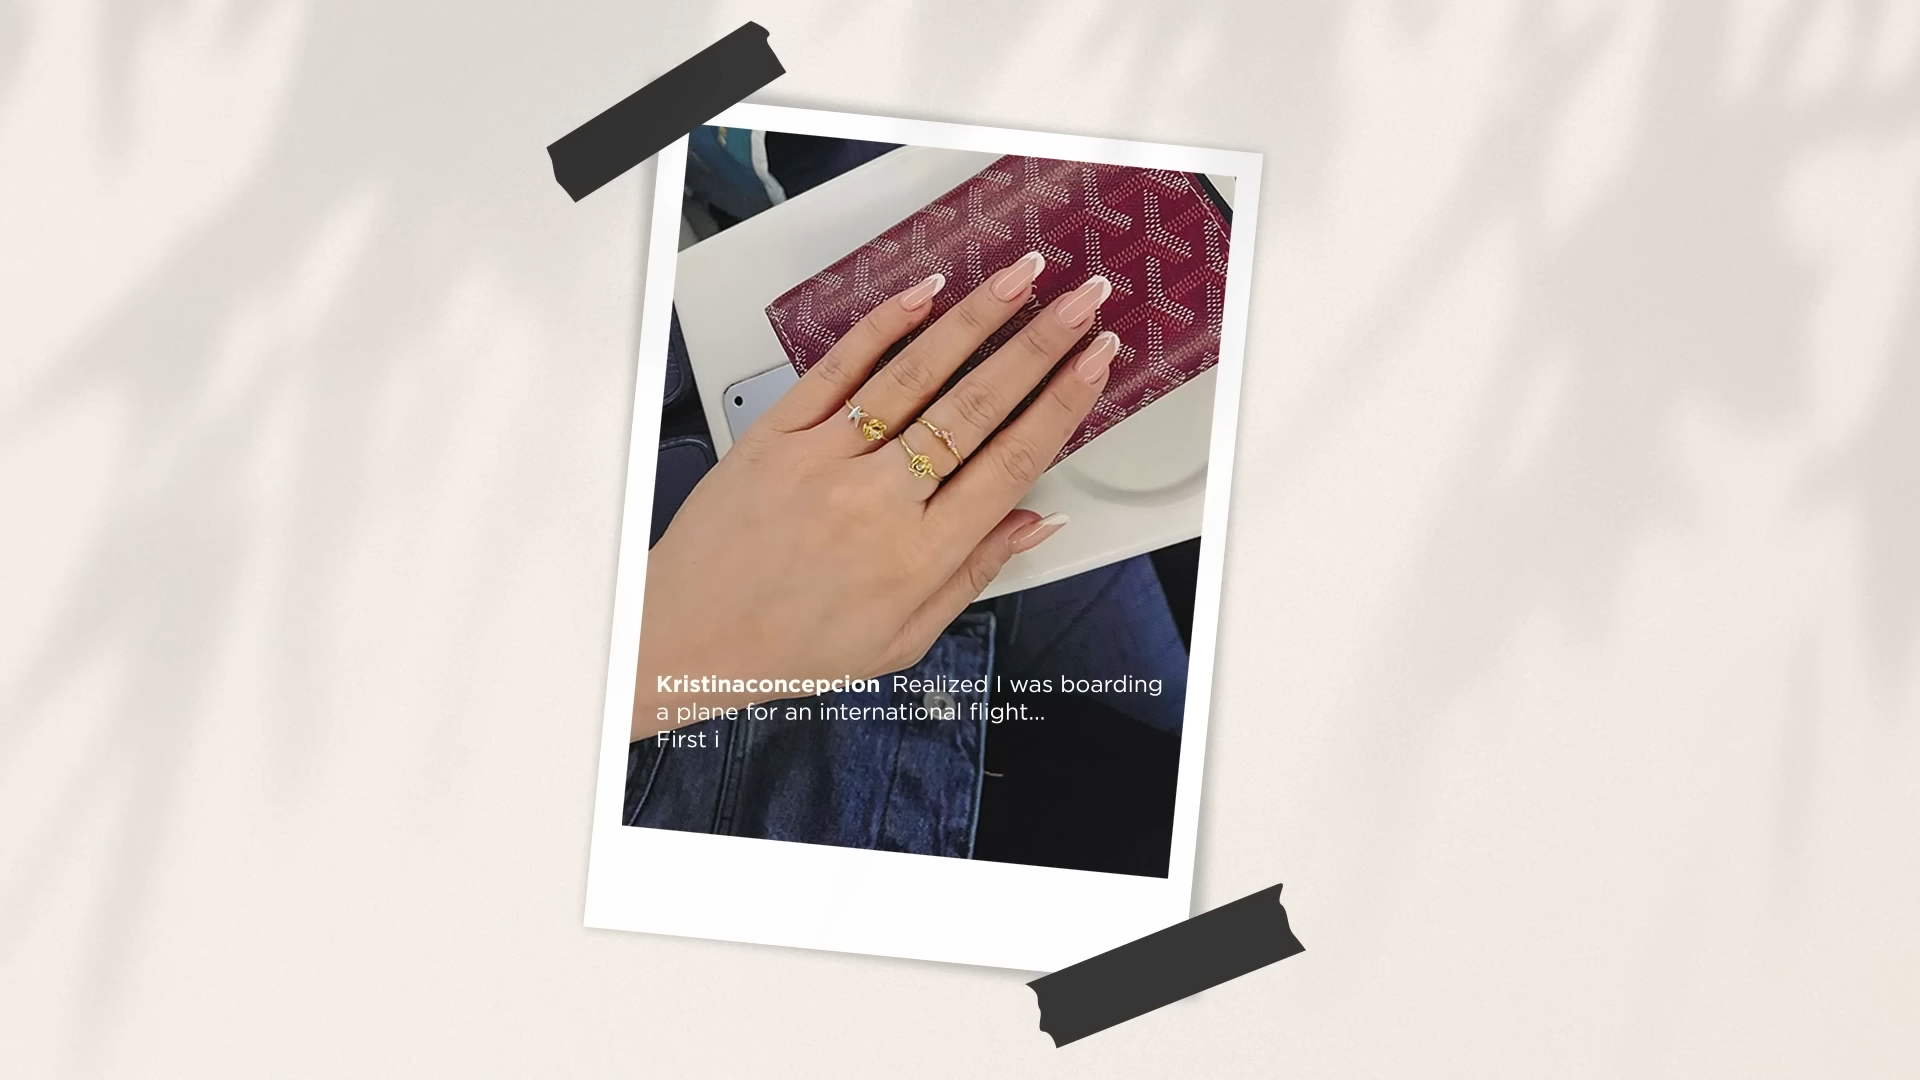 Kristinaconcepcion Realized I was boarding
a plane for an international flight...
First i